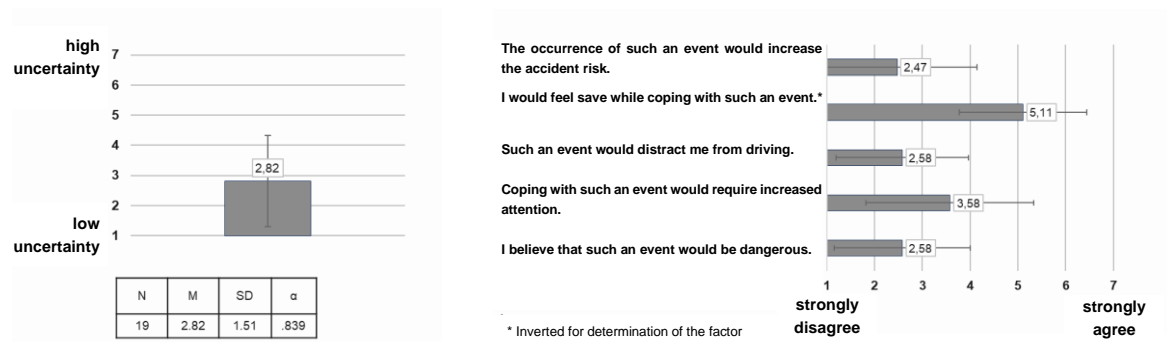 high
uncertainty
7
6
5
4
3
2
1
2,82
low
uncertainty
N M SD α
19 2.82 1.51 .839
The occurrence of such an event would increase
the accident risk.
2,47
I would feel save while coping with such an event.*
5,11
Such an event would distract me from driving.
2,58
Coping with such an event would require increased
attention.
3,58
I believe that such an event would be dangerous.
2,58
1 2 3 4 5 6 7
strongly
disagree
strongly
agree
* Inverted for determination of the factor